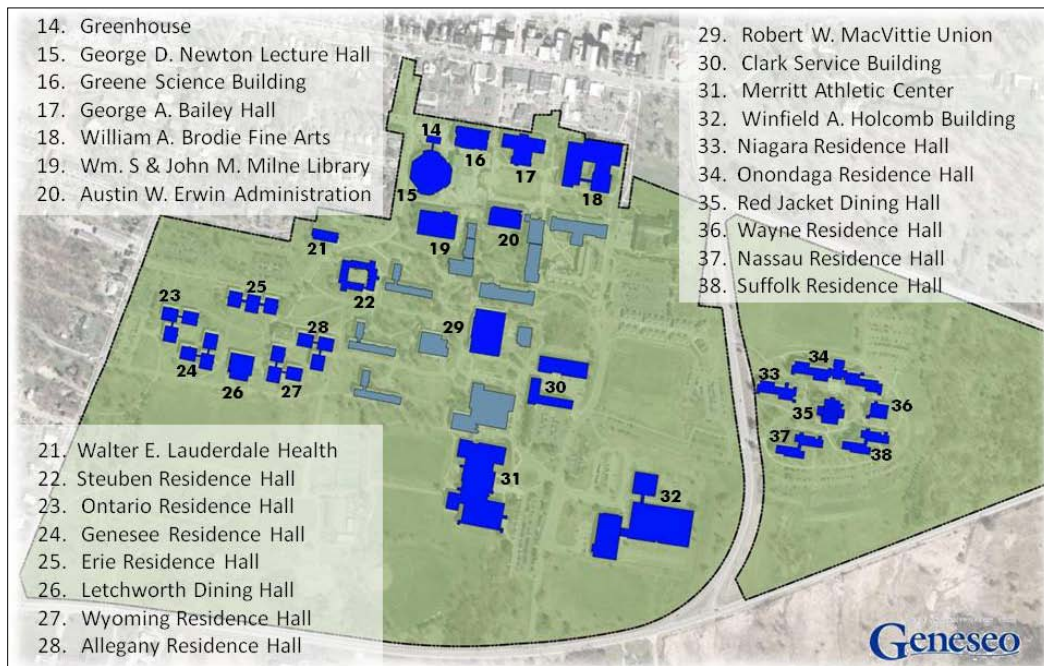 14. Greenhouse
15. George D. Newton Lecture Hall
16. Greene Science Building
17. George A. Bailey Hall
18. William A. Brodie Fine Arts
19. Wm. S & John M. Milne Library
20. Austin W. Erwin Administration
29. Robert W. MacVittie Union
30. Clark Service Building
31. Merritt Athletic Center
32. Winfield A. Holcomb Building
33. Niagara Residence Hall
34. Onondaga Residence Hall
35. Red Jacket Dining Hall
36. Wayne Residence Hall
37. Nassau Residence Hall
38. Suffolk Residence Hall
14
16
17
15
18
19
20
21
22
23
25
28
24
26
27
29
30
31
32
33
34
35
36
37
38
21. Walter E. Lauderdale Health
22. Steuben Residence Hall
23. Ontario Residence Hall
24. Genesee Residence Hall
25. Erie Residence Hall
26. Letchworth Dining Hall
27. Wyoming Residence Hall
28. Allegany Residence Hall
Geneseo